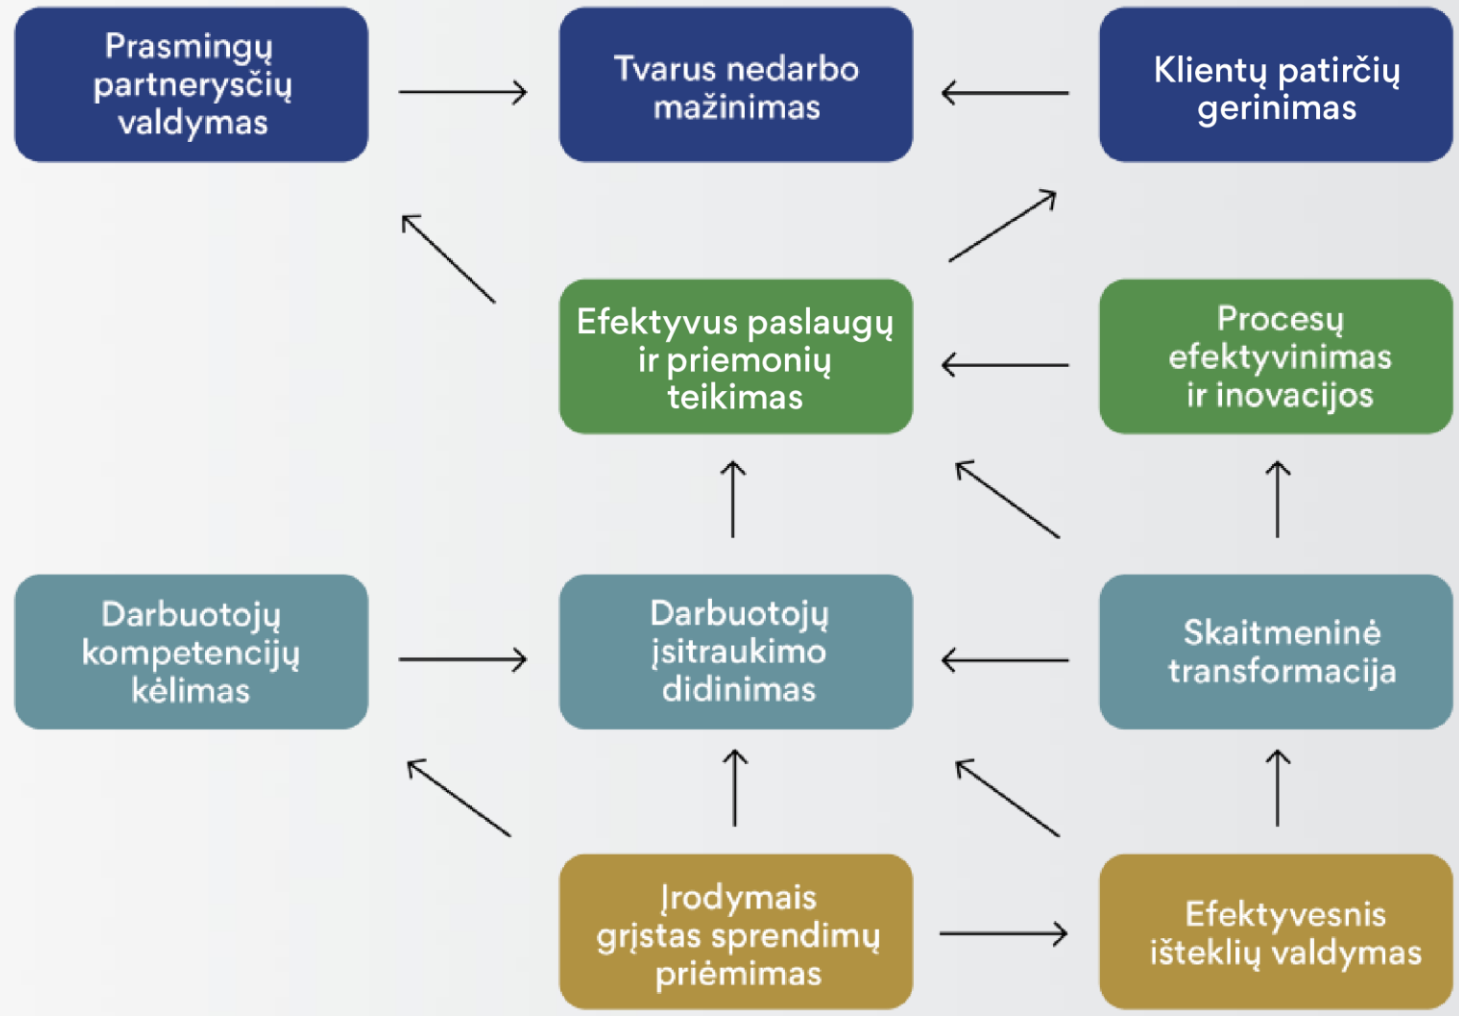 Prasmingų
partnerysčių
valdymas
Tvarus nedarbo
mažinimas
Klientų patirčių
gerinimas
Efektyvus paslaugų
ir priemonių
teikimas
Procesų
efektyvinimas
ir inovacijos
Darbuotojų
kompetencijų
kėlimas
Darbuotojų
įsitraukimo
didinimas
Skaitmeninė
transformacija
Įrodymais
grįstas sprendimų
priėmimas
Efektyvesnis
išteklių valdymas